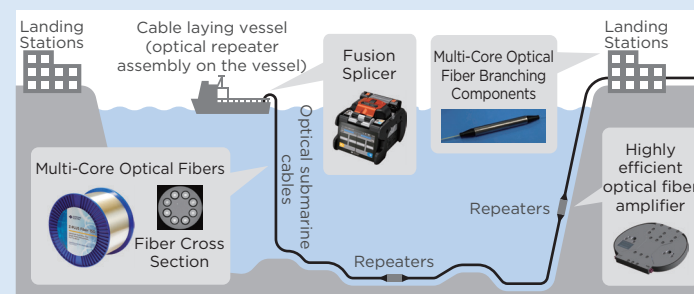 Landing
Stations
Cable laying vessel
(optical repeater
assembly on the vessel)
Fusion
Splicer
Multi-Core Optical
Fiber Branching
Components
Landing
Stations
Optical submarine
cables
Multi-Core Optical Fibers
Fiber Cross
Section
Repeaters
Repeaters
Highly
efficient
optical fiber
amplifier